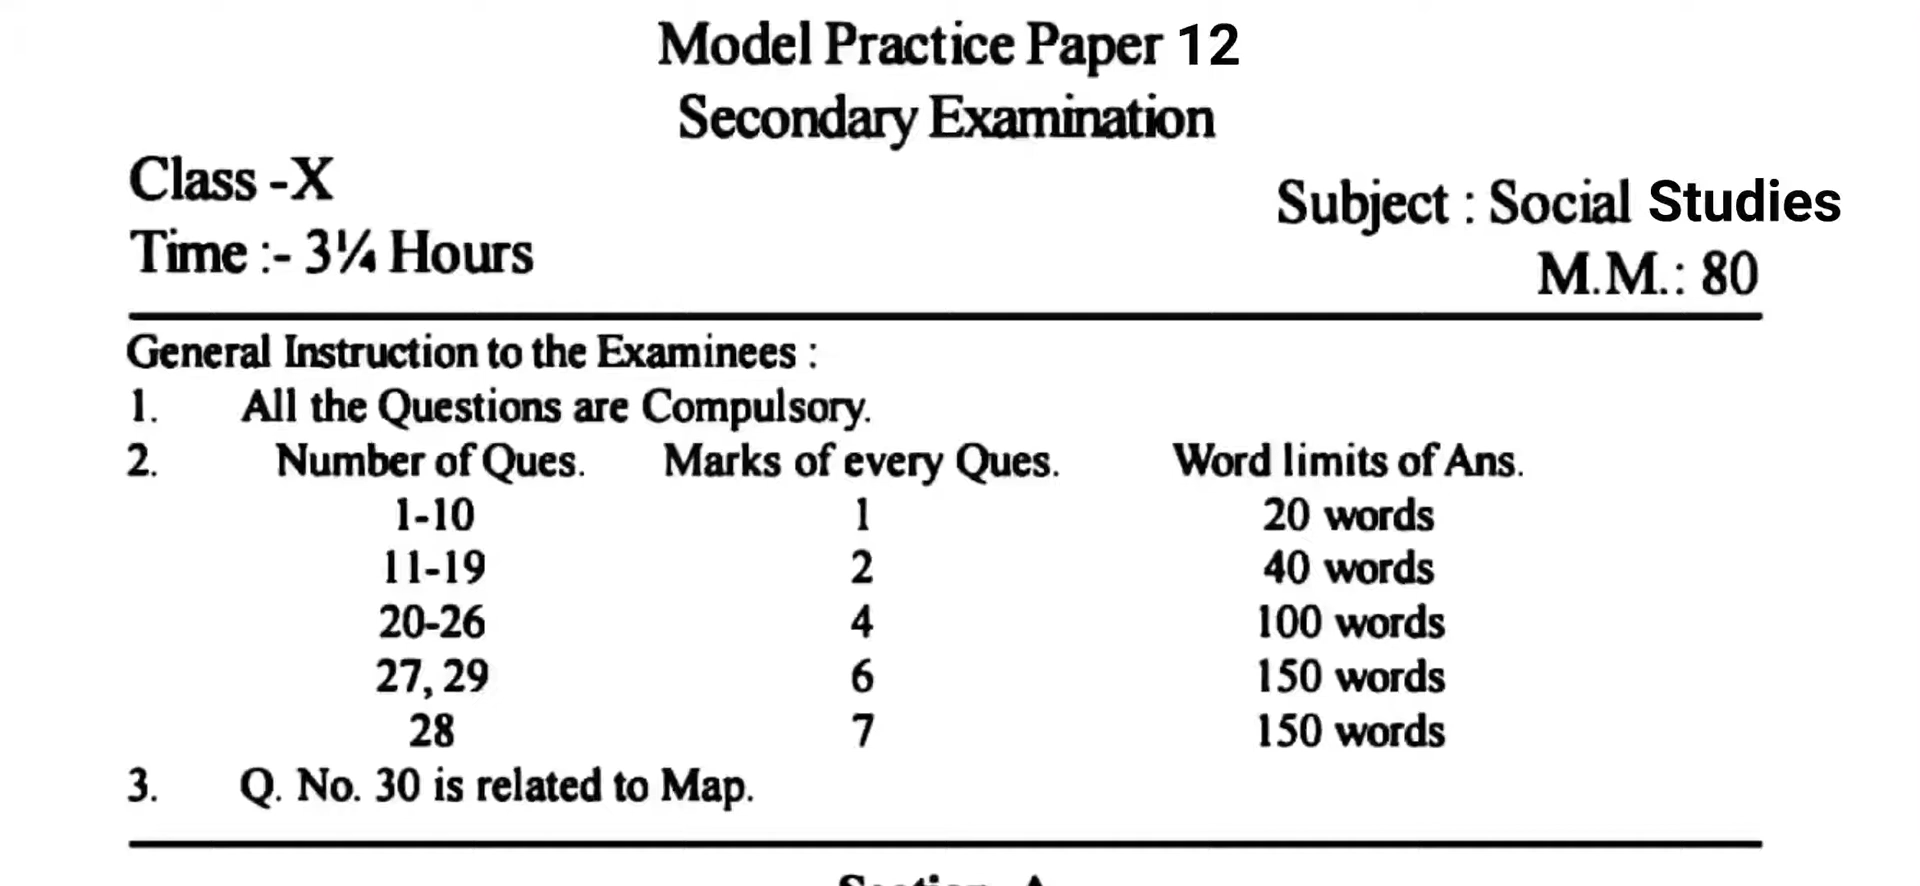 Model Practice Paper 12
Secondary Examination
Class -X
Subject : Social Studies
Time :- 3¼ Hours
M.M.: 80
General Instruction to the Examinees :
1. All the Questions are Compulsory.
2. Number of Ques. Marks of every Ques. Word limits of Ans.
1-10 1 20 words
11-19 2 40 words
20-26 4 100 words
27, 29 6 150 words
28 7 150 words
3. Q. No. 30 is related to Map.